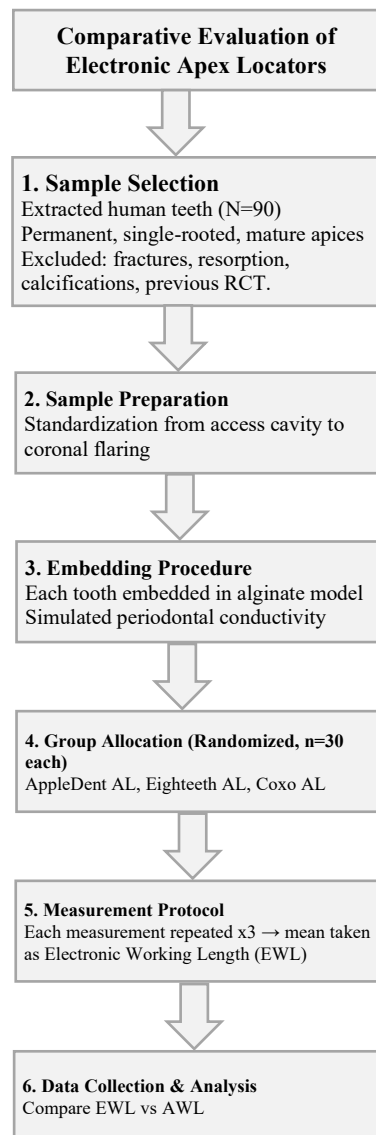 Comparative Evaluation of
Electronic Apex Locators
1. Sample Selection
Extracted human teeth (N=90)
Permanent, single-rooted, mature apices
Excluded: fractures, resorption,
calcifications, previous RCT.
2. Sample Preparation
Standardization from access cavity to
coronal flaring
3. Embedding Procedure
Each tooth embedded in alginate model
Simulated periodontal conductivity
4. Group Allocation (Randomized, n=30
each)
AppleDent AL, Eighteeth AL, Coxo AL
5. Measurement Protocol
Each measurement repeated x3 → mean taken
as Electronic Working Length (EWL)
6. Data Collection & Analysis
Compare EWL vs AWL